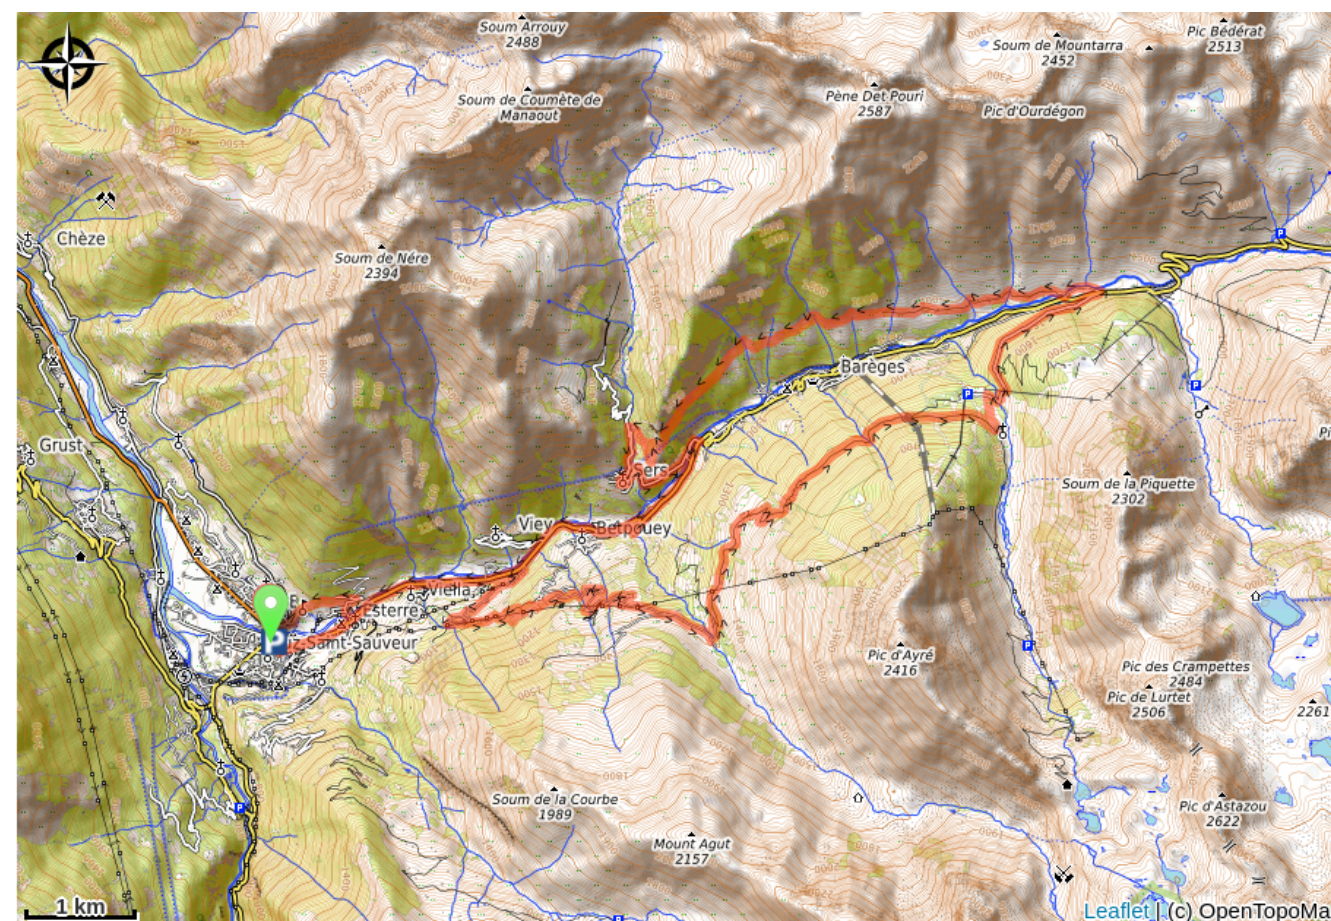 Soum Arrouy
2488
Pic Bédérat
2513
Soum de Mountarra
2452
Soum de Coumète de
Manaout
Pène Det Pouri
2587
Pic d'Ourdégon
Chèze
Soum de Nére
2394
Barèges
Grust
Sers
Soum de la Piquette
2302
Viey
Betpouey
Viella
Esterre
z-Saint-Sauveur
P
Pic d'Ayré
2416
Pic des Crampettes
2484
Pic de Lurtet
2506
2261
Soum de la Courbe
1989
Pic d'Astazou
2622
Mount Agut
2157
1 km
Leaflet | (c) OpenTopoMa